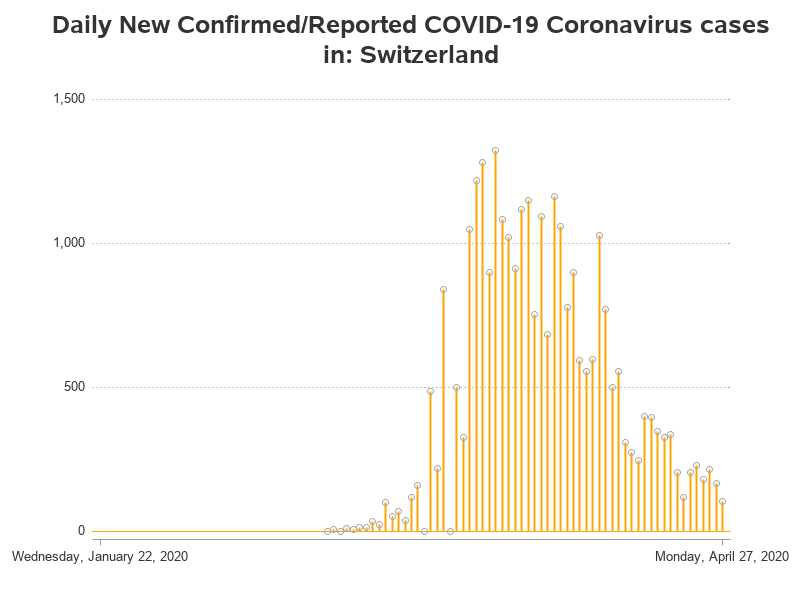 Daily New Confirmed/Reported COVID-19 Coronavirus cases
in: Switzerland
1,500
1,000
500
0
Wednesday, January 22, 2020
Monday, April 27, 2020